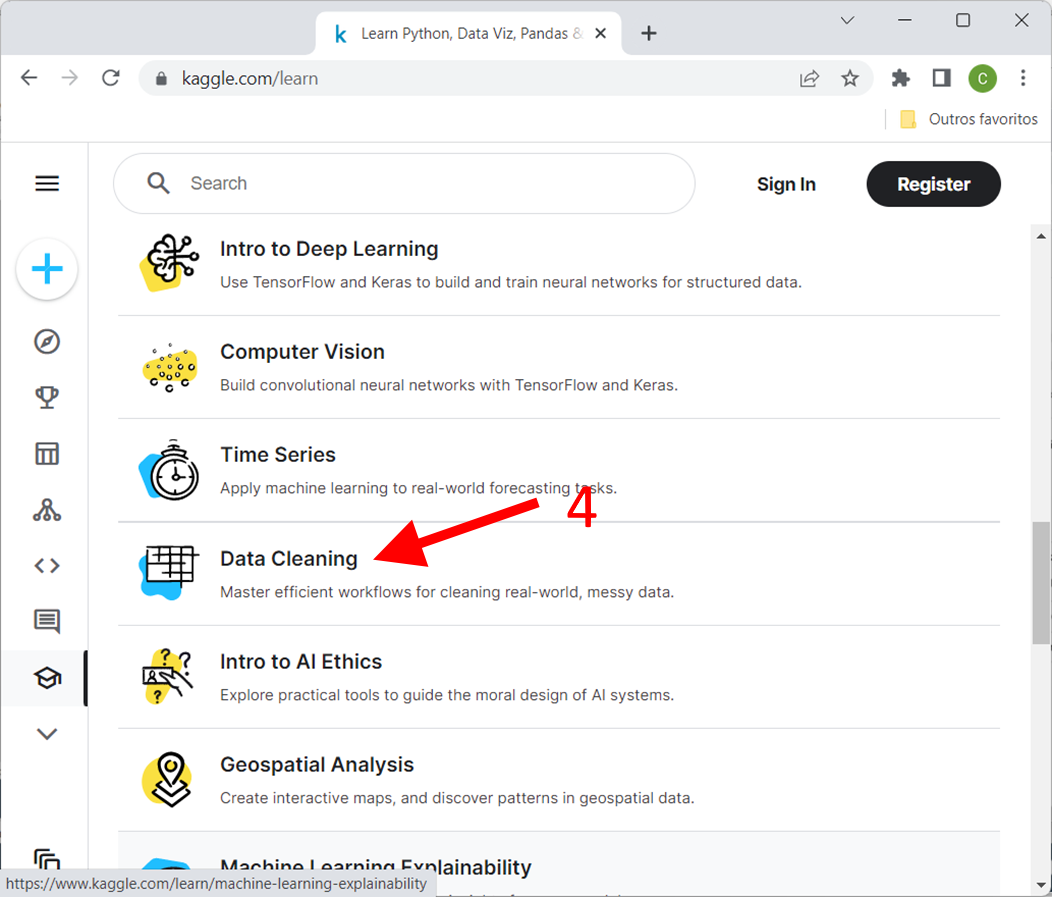 Learn Python, Data Viz, Pandas &
kaggle.com/learn
C
Outros favoritos
Search
Sign In
Register
Intro to Deep Learning
Use TensorFlow and Keras to build and train neural networks for structured data.
Computer Vision
Build convolutional neural networks with TensorFlow and Keras.
Time Series
Apply machine learning to real-world forecasting tasks.
4
Data Cleaning
Master efficient workflows for cleaning real-world, messy data.
Intro to AI Ethics
Explore practical tools to guide the moral design of AI systems.
Geospatial Analysis
Create interactive maps, and discover patterns in geospatial data.
Machine Learning Explainability
https://www.kaggle.com/learn/machine-learning-explainability